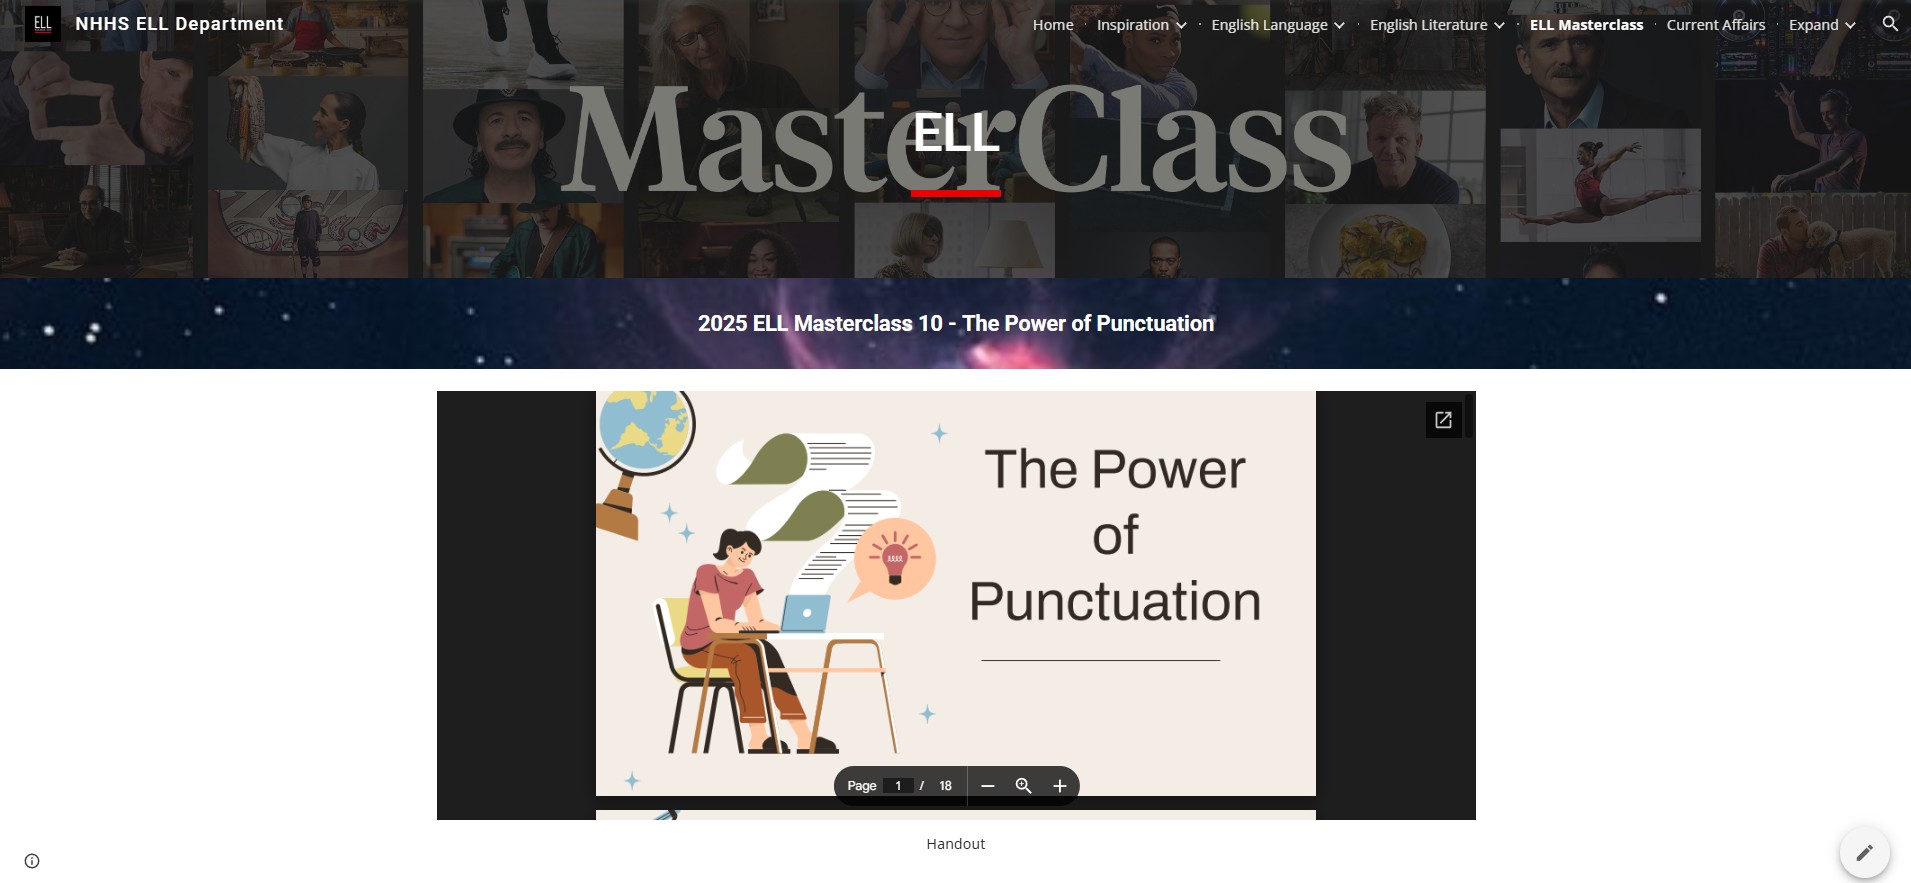 ELL
NHHS ELL Department
Home
Inspiration
English Language
English Literature
ELL Masterclass
Current Affairs
Expand
MasterClass
ELL
2025 ELL Masterclass 10 - The Power of Punctuation
The Power
of
Punctuation
Page 1 / 18
Handout